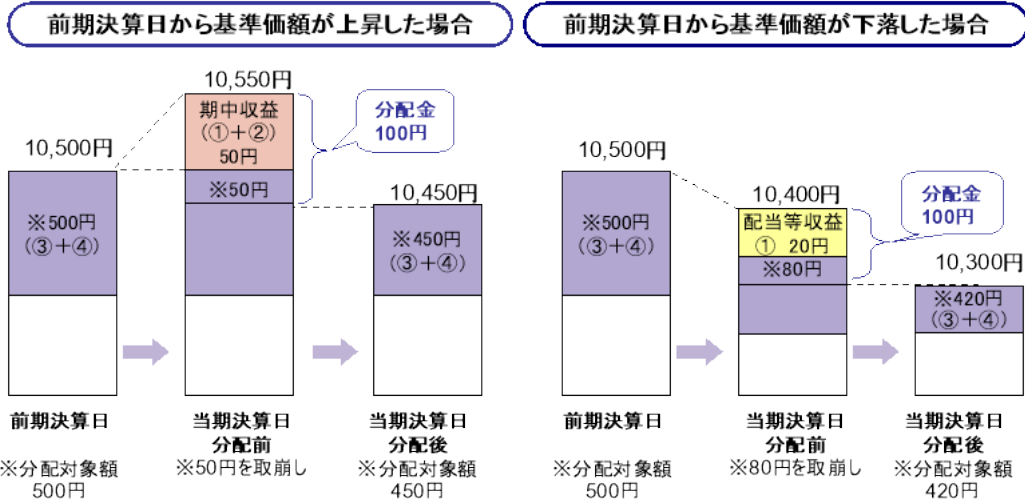 前期決算日から基準価額が上昇した場合
10,550円
期中収益
(①+②)
50円
分配金
100円
10,500円
※50円
10,450円
※500円
(③+④)
※450円
(③+④)
前期決算日
当期決算日
分配前
当期決算日
分配後
※分配対象額
500円
※50円を取崩し
※分配対象額
450円
前期決算日から基準価額が下落した場合
10,500円
10,400円
分配金
100円
※500円
(③+④)
配当等収益
① 20円
※80円
10,300円
※420円
(③+④)
前期決算日
当期決算日
分配前
当期決算日
分配後
※分配対象額
500円
※80円を取崩し
※分配対象額
420円